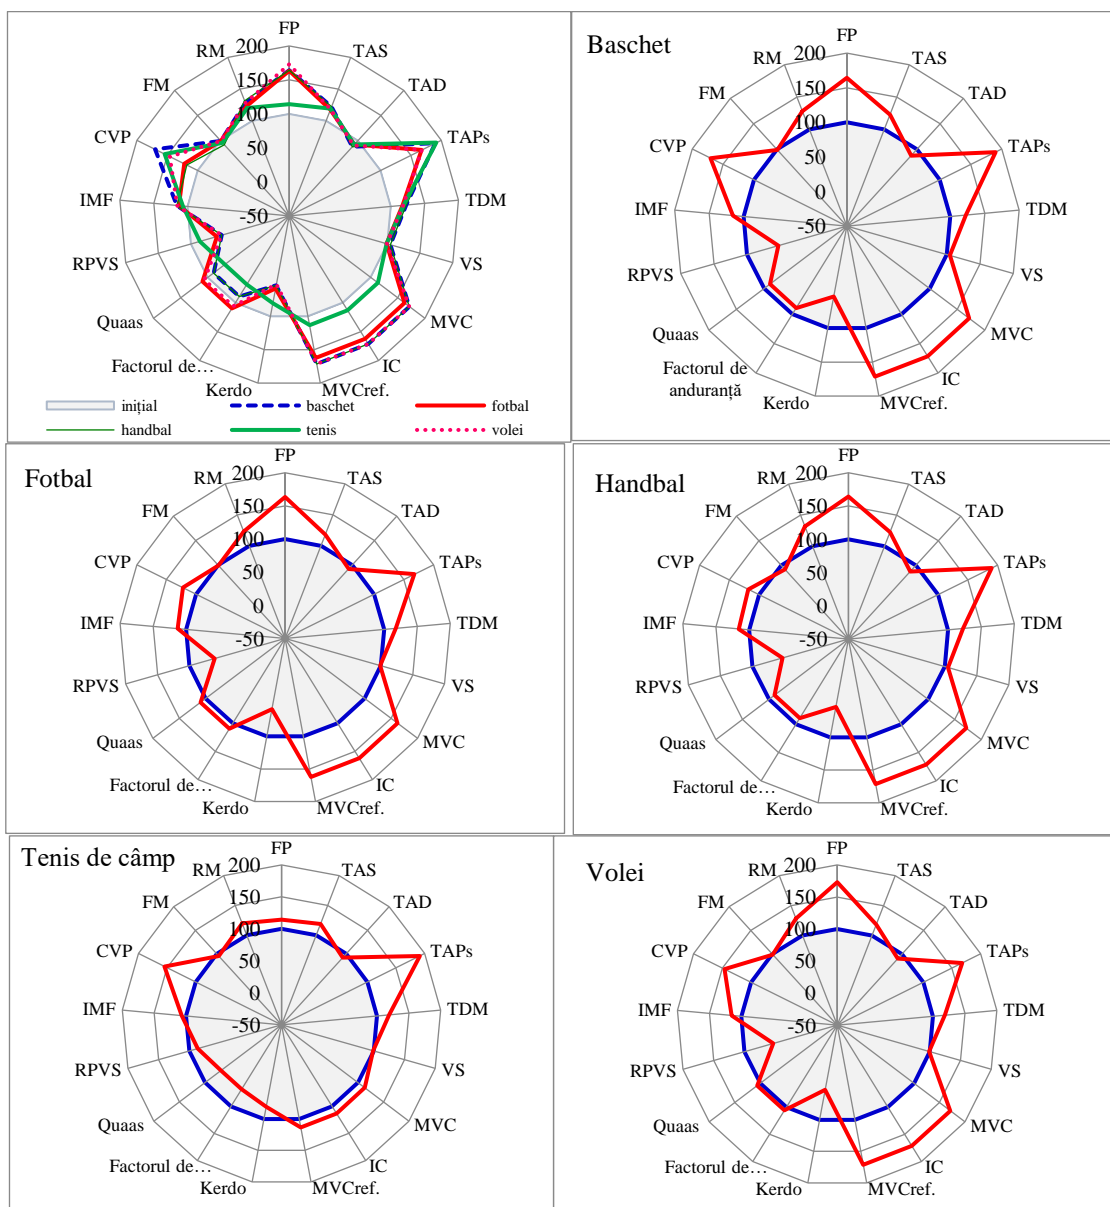 FP
TAS
TAD
TAPs
TDM
VS
MVC
IC
MVCref.
Kerdo
Factorul de…
Quaas
RPVS
IMF
CVP
FM
RM
200
150
100
50
0
-50
inițial
baschet
fotbal
handbal
tenis
volei
Baschet
FP
TAS
TAD
TAPs
TDM
VS
MVC
IC
MVCref.
Kerdo
Factorul de
anduranță
Quaas
RPVS
IMF
CVP
FM
RM
200
150
100
50
0
-50
Fotbal
FP
TAS
TAD
TAPs
TDM
VS
MVC
IC
MVCref.
Kerdo
Factorul de…
Quaas
RPVS
IMF
CVP
FM
RM
200
150
100
50
0
-50
Handbal
FP
TAS
TAD
TAPs
TDM
VS
MVC
IC
MVCref.
Kerdo
Factorul de…
Quaas
RPVS
IMF
CVP
FM
RM
200
150
100
50
0
-50
Tenis de câmp
FP
TAS
TAD
TAPs
TDM
VS
MVC
IC
MVCref.
Kerdo
Factorul de…
Quaas
RPVS
IMF
CVP
FM
RM
200
150
100
50
0
-50
Volei
FP
TAS
TAD
TAPs
TDM
VS
MVC
IC
MVCref.
Kerdo
Factorul de…
Quaas
RPVS
IMF
CVP
FM
RM
200
150
100
50
0
-50